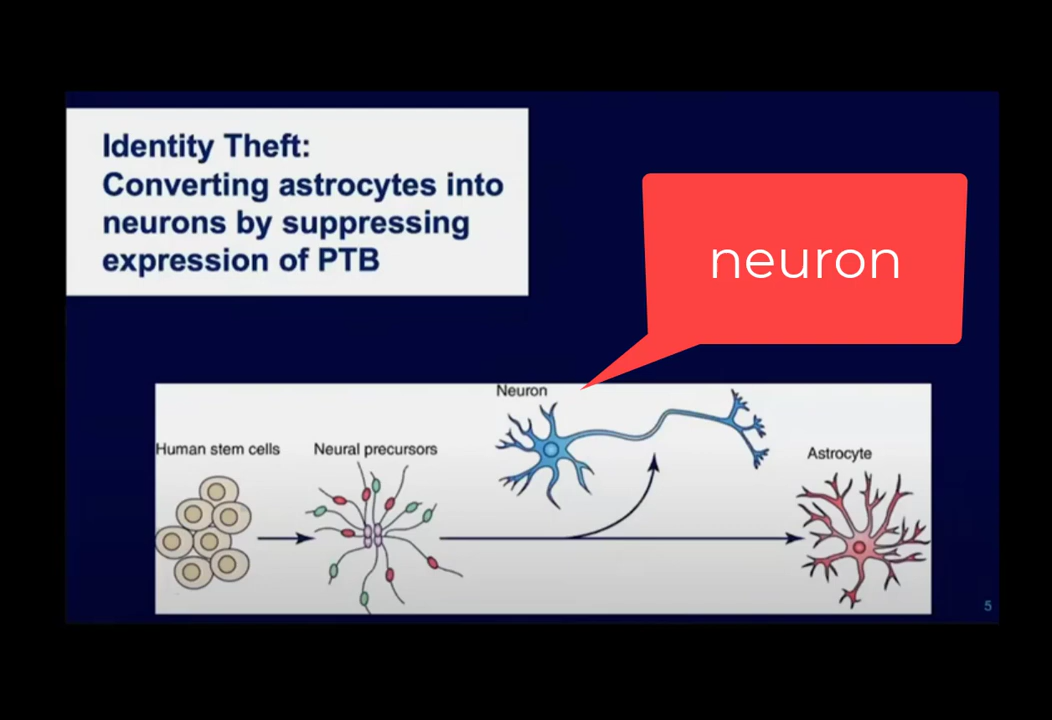 Identity Theft:
Converting astrocytes into
neurons by suppressing
expression of PTB
neuron
Neuron
Human stem cells
Neural precursors
Astrocyte
5